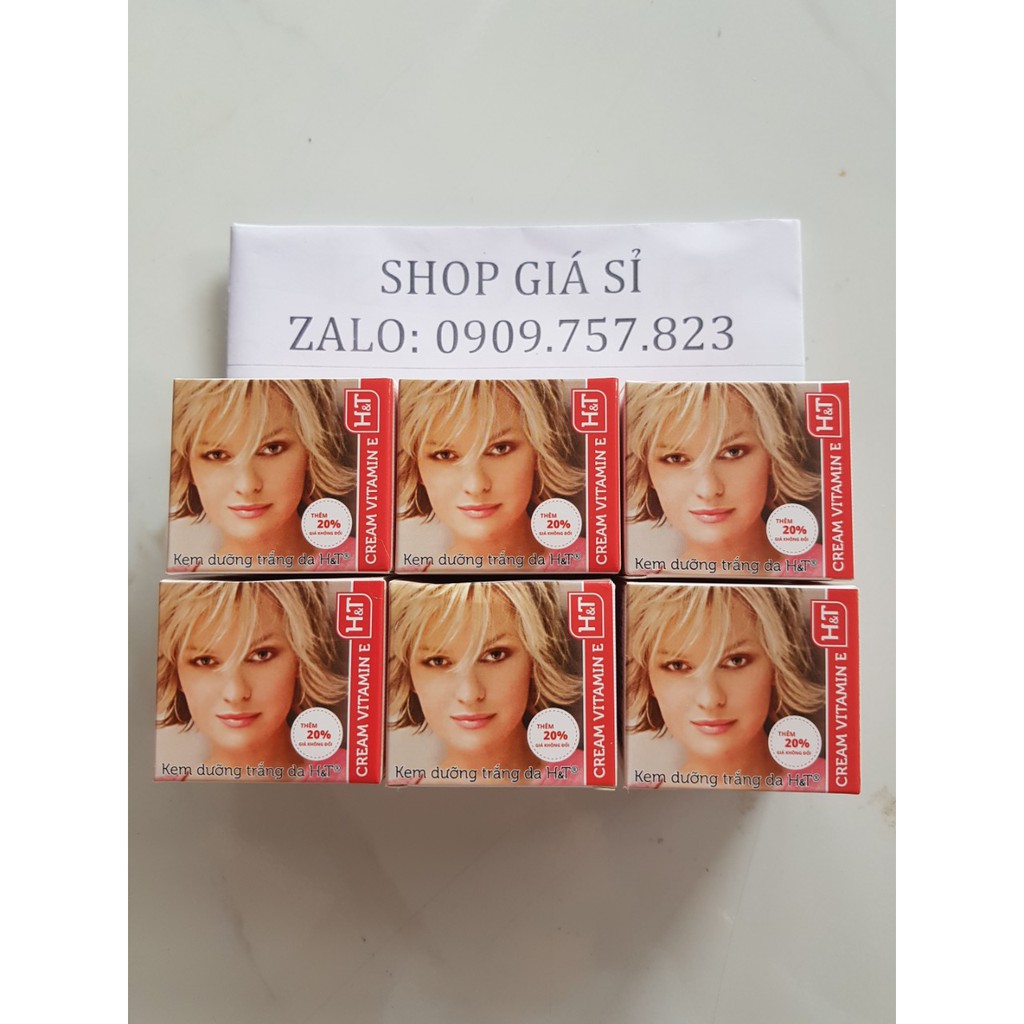 SHOP GIÁ SỈ
ZALO: 0909.757.823
H&T
CREAM VITAMIN E
THÊM
20%
GIÁ KHÔNG ĐỔI
Kem dưỡng trắng da H&T®
H&T
CREAM VITAMIN E
THÊM
20%
GIÁ KHÔNG ĐỔI
Kem dưỡng trắng da H&T®
H&T
CREAM VITAMIN E
THÊM
20%
GIÁ KHÔNG ĐỔI
Kem dưỡng trắng da H&T®
H&T
CREAM VITAMIN E
THÊM
20%
GIÁ KHÔNG ĐỔI
Kem dưỡng trắng da H&T®
H&T
CREAM VITAMIN E
THÊM
20%
GIÁ KHÔNG ĐỔI
Kem dưỡng trắng da H&T®
H&T
CREAM VITAMIN E
THÊM
20%
GIÁ KHÔNG ĐỔI
Kem dưỡng trắng da H&T®